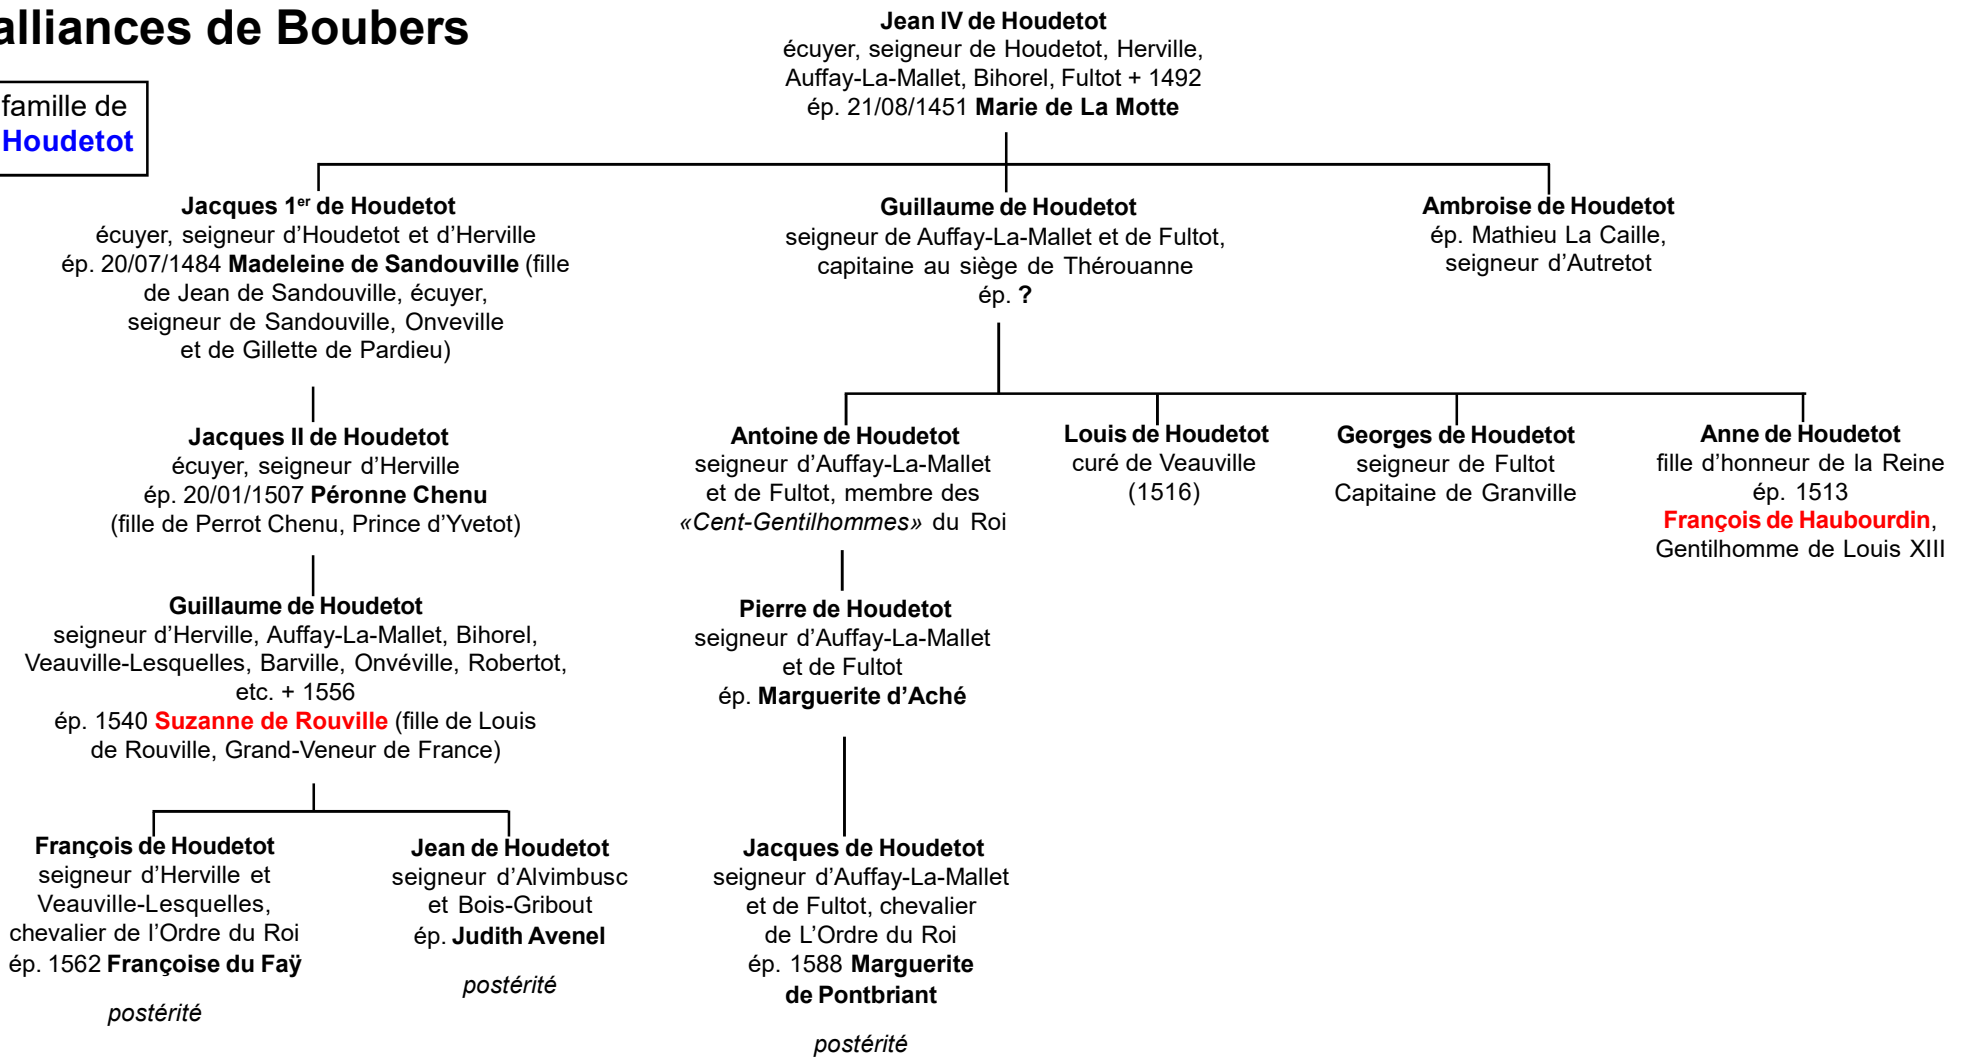 alliances de Boubers
famille de
Houdetot
Jean IV de Houdetot
écuyer, seigneur de Houdetot, Herville,
Auffay-La-Mallet, Bihorel, Fultot + 1492
ép. 21/08/1451 Marie de La Motte
Jacques 1er de Houdetot
écuyer, seigneur d’Houdetot et d’Herville
ép. 20/07/1484 Madeleine de Sandouville (fille
de Jean de Sandouville, écuyer,
seigneur de Sandouville, Onveville
et de Gillette de Pardieu)
Guillaume de Houdetot
seigneur de Auffay-La-Mallet et de Fultot,
capitaine au siège de Thérouanne
ép. ?
Ambroise de Houdetot
ép. Mathieu La Caille,
seigneur d’Autretot
Jacques II de Houdetot
écuyer, seigneur d’Herville
ép. 20/01/1507 Péronne Chenu
(fille de Perrot Chenu, Prince d’Yvetot)
Antoine de Houdetot
seigneur d’Auffay-La-Mallet
et de Fultot, membre des
«Cent-Gentilhommes» du Roi
Louis de Houdetot
curé de Veauville
(1516)
Georges de Houdetot
seigneur de Fultot
Capitaine de Granville
Anne de Houdetot
fille d’honneur de la Reine
ép. 1513
François de Haubourdin,
Gentilhomme de Louis XIII
Guillaume de Houdetot
seigneur d’Herville, Auffay-La-Mallet, Bihorel,
Veauville-Lesquelles, Barville, Onvéville, Robertot,
etc. + 1556
ép. 1540 Suzanne de Rouville (fille de Louis
de Rouville, Grand-Veneur de France)
Pierre de Houdetot
seigneur d’Auffay-La-Mallet
et de Fultot
ép. Marguerite d’Aché
François de Houdetot
seigneur d’Herville et
Veauville-Lesquelles,
chevalier de l’Ordre du Roi
ép. 1562 Françoise du Faÿ
postérité
Jean de Houdetot
seigneur d’Alvimbusc
et Bois-Gribout
ép. Judith Avenel
postérité
Jacques de Houdetot
seigneur d’Auffay-La-Mallet
et de Fultot, chevalier
de L’Ordre du Roi
ép. 1588 Marguerite
de Pontbriant
postérité